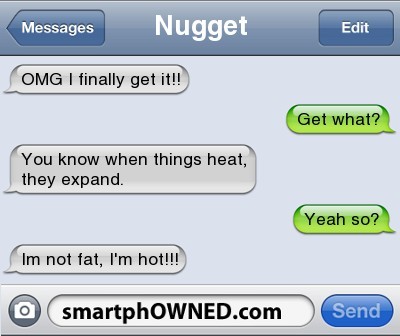 Messages
Nugget
Edit
OMG I finally get it!!
Get what?
You know when things heat,
they expand.
Yeah so?
Im not fat, I'm hot!!!
smartphOWNED.com
Send